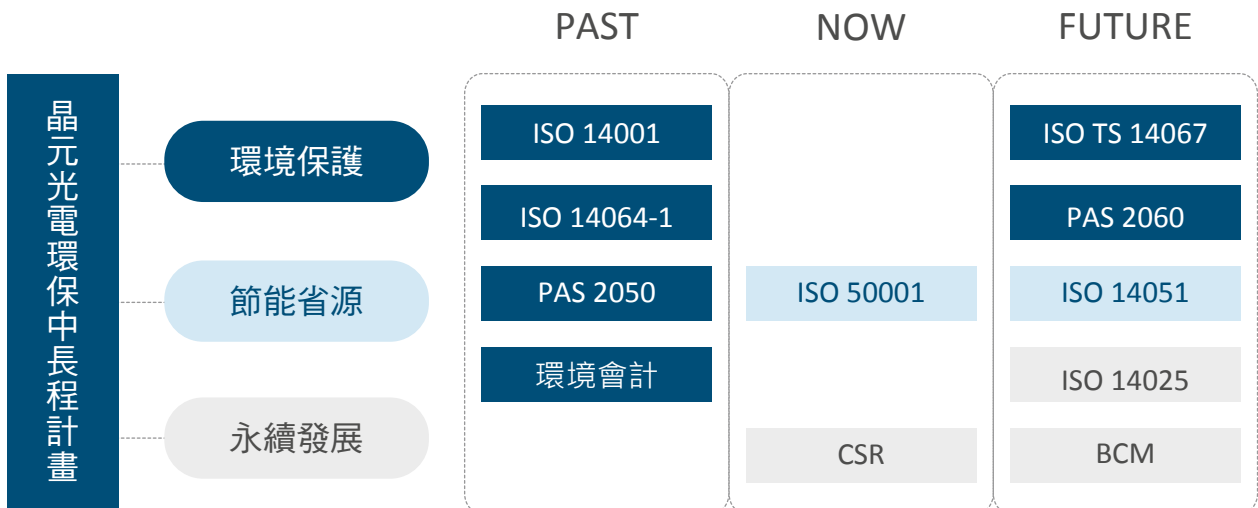 PAST
NOW
FUTURE
晶元光電環保中長程計畫
環境保護
節能省源
永續發展
ISO 14001
ISO 14064-1
PAS 2050
環境會計
ISO 50001
CSR
ISO TS 14067
PAS 2060
ISO 14051
ISO 14025
BCM